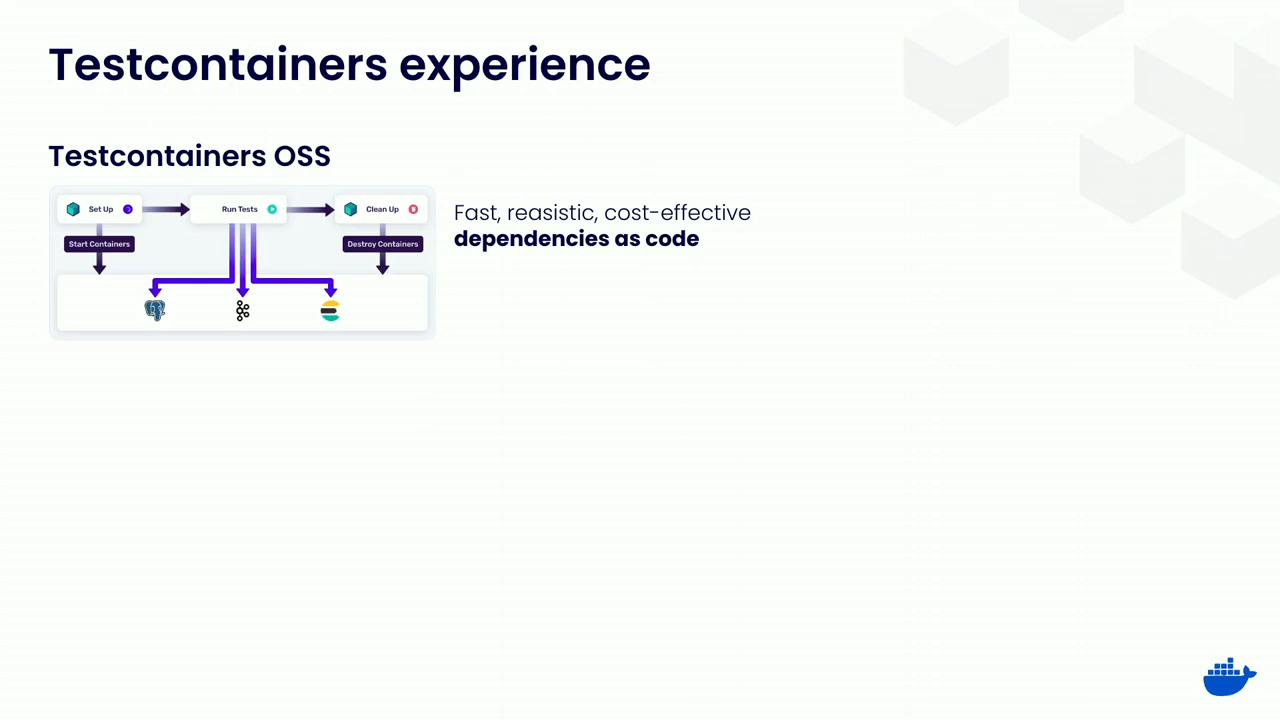 Testcontainers experience
Testcontainers OSS
Set Up
Run Tests
Clean Up
Start Containers
Destroy Containers
Fast, reasistic, cost-effective
dependencies as code